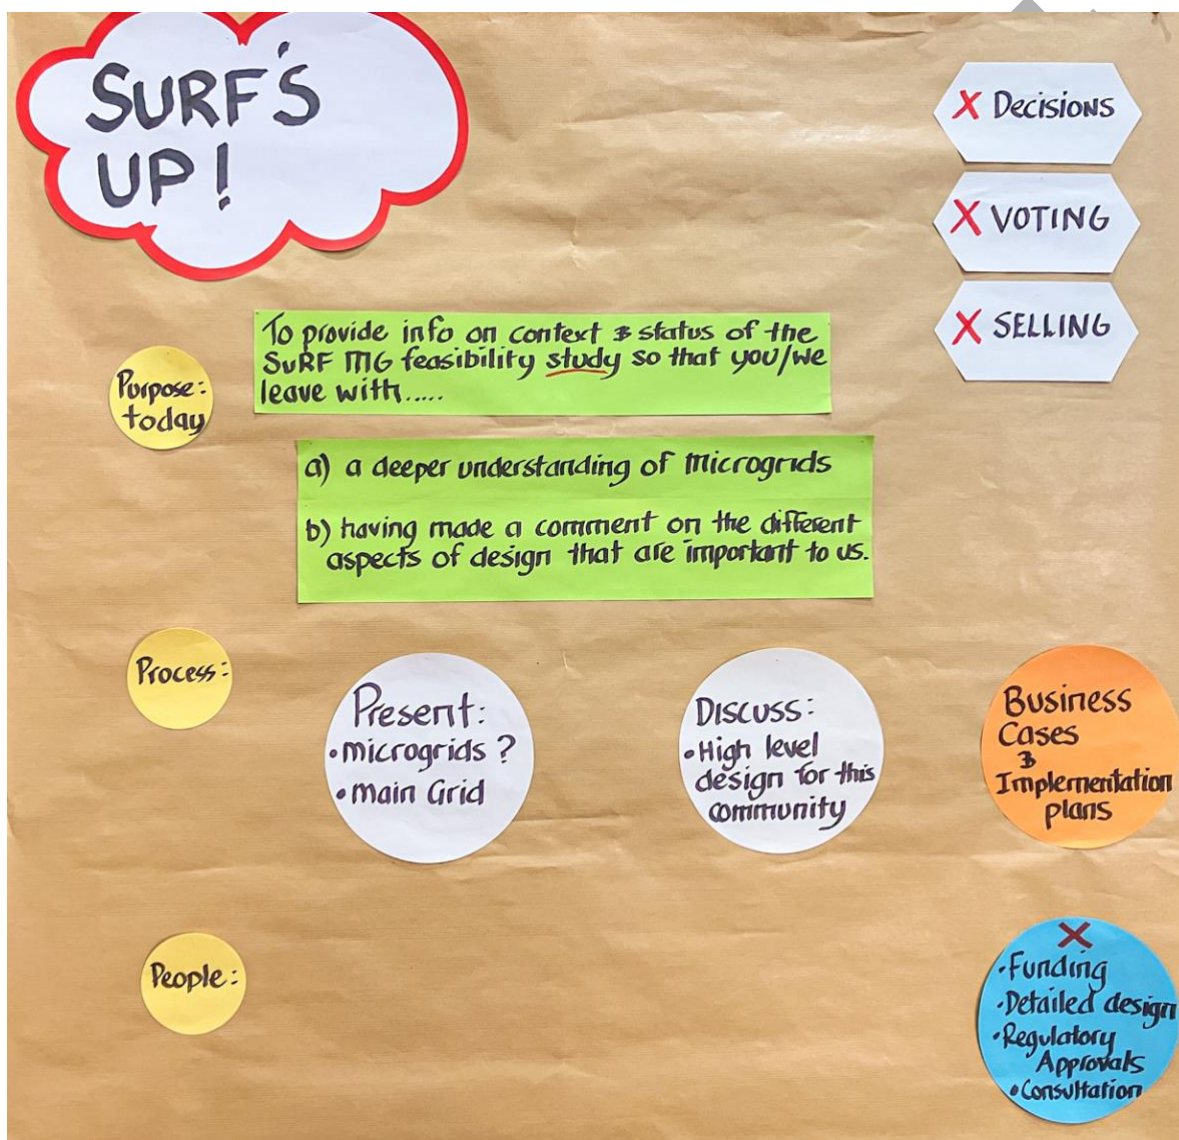 SURF'S
UP!
X Decisions
X VOTING
X SELLING
Purpose:
today
To provide info on context & status of the
SuRF MG feasibility study so that you/we
leave with.....
a) a deeper understanding of Microgrids
b) having made a comment on the different
aspects of design that are important to us.
Process:
Present:
• microgrids ?
• main Grid
DISCUSS:
• High level
design for this
community
Business
Cases
&
Implementation
plans
People:
X
• Funding
• Detailed design
• Regulatory
Approvals
• Consultation